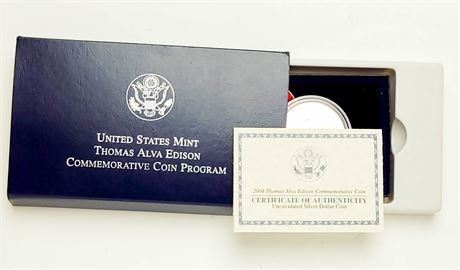 UNITED STATES MINT
THOMAS ALVA EDISON
COMMEMORATIVE COIN PROGRAM
2004 Thomas Alva Edison Commemorative Coin
CERTIFICATE OF AUTHENTICITY
Uncirculated Silver Dollar Coin